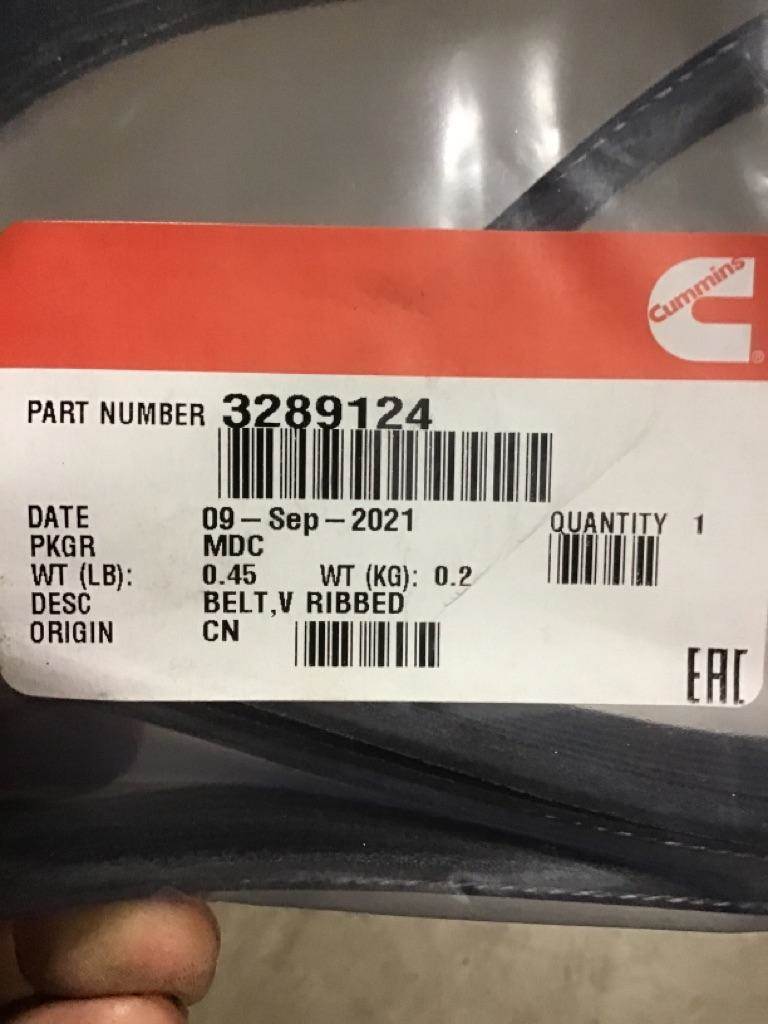 Cummins
®
PART NUMBER 3289124
DATE 09-Sep-2021 QUANTITY 1
PKGR MDC
WT (LB): 0.45 WT (KG): 0.2
DESC BELT,V RIBBED
ORIGIN CN
EAC